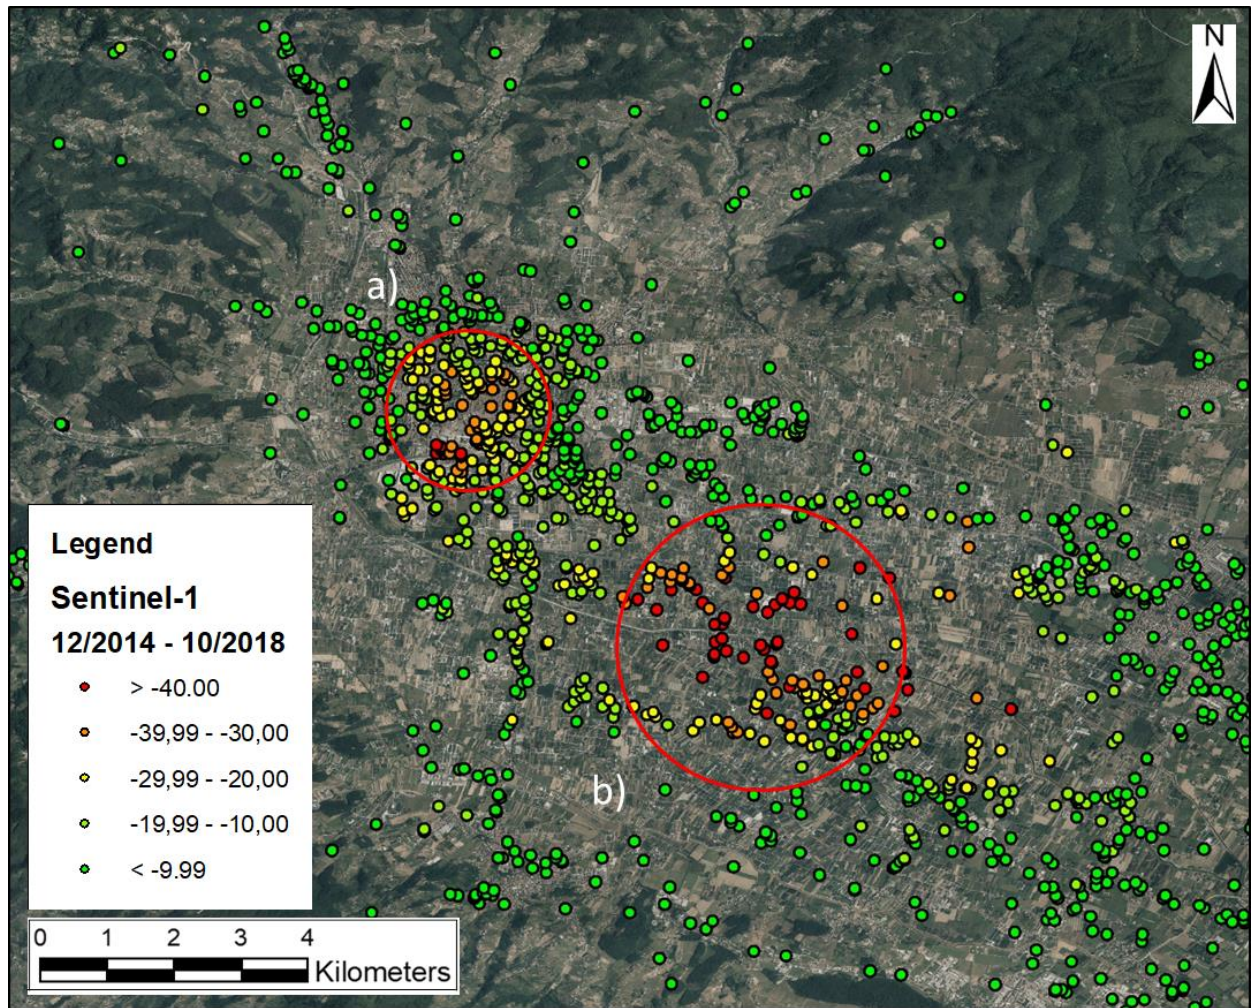 N
a)
b)
Legend
Sentinel-1
12/2014 - 10/2018
> -40.00
-39,99 - -30,00
-29,99 - -20,00
-19,99 - -10,00
< -9.99
0 1 2 3 4
Kilometers